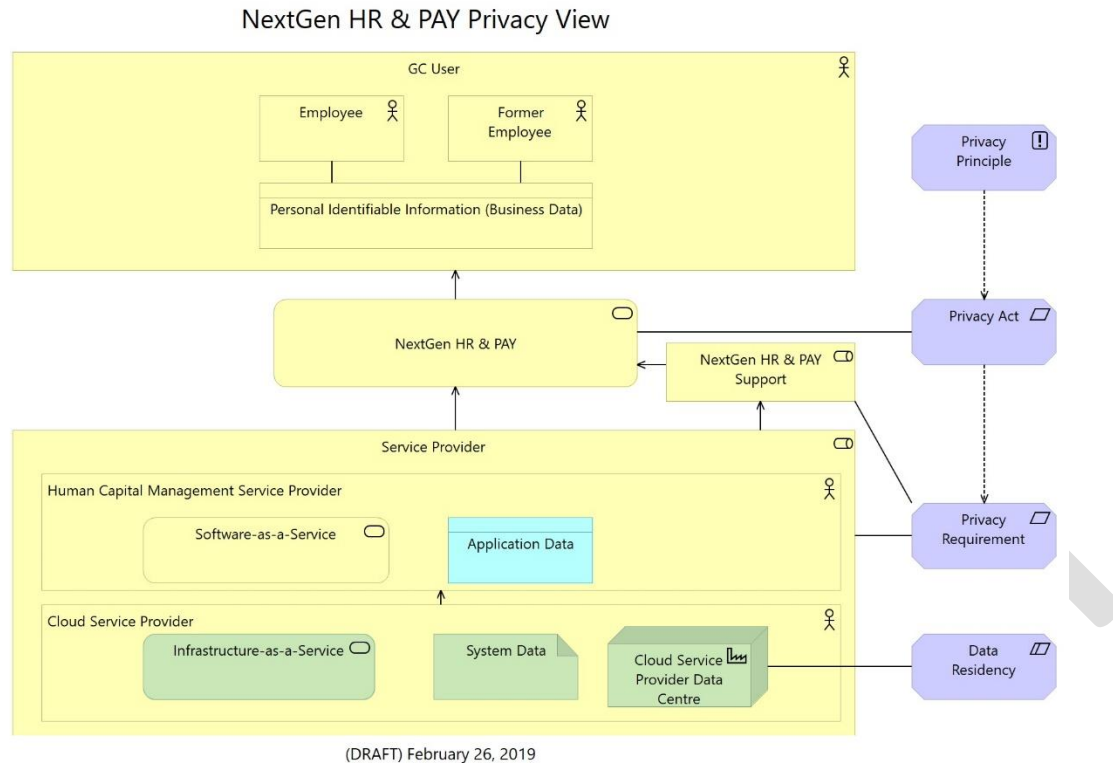 NextGen HR & PAY Privacy View
GC User
Employee
Former
Employee
Personal Identifiable Information (Business Data)
Privacy
Principle
NextGen HR & PAY
Privacy Act
NextGen HR & PAY
Support
Service Provider
Human Capital Management Service Provider
Software-as-a-Service
Application Data
Privacy
Requirement
Cloud Service Provider
Infrastructure-as-a-Service
System Data
Cloud Service
Provider Data
Centre
Data
Residency
(DRAFT) February 26, 2019